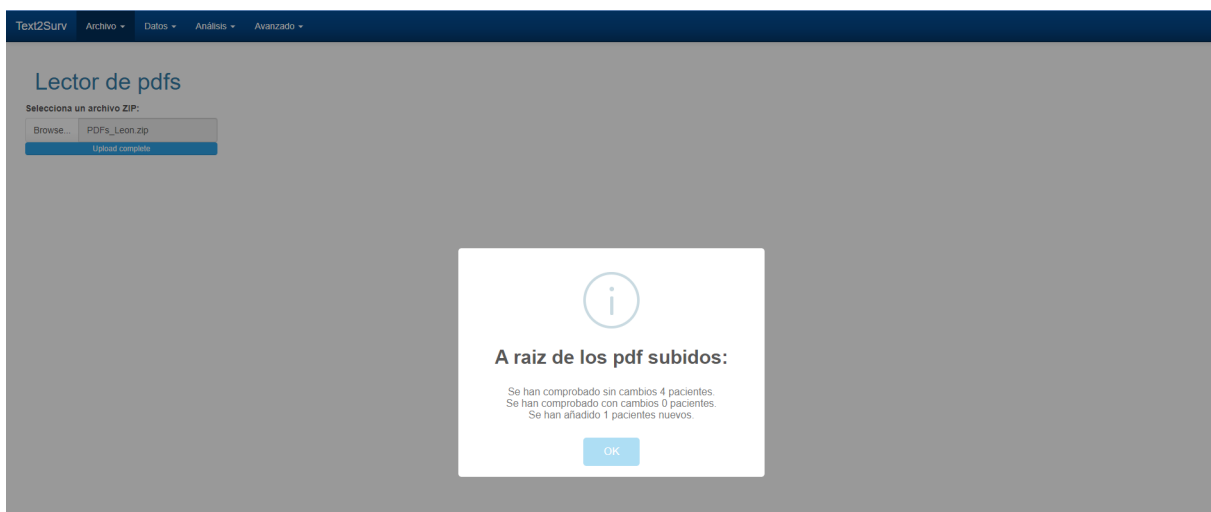 Text2Surv Archivo Datos Análisis Avanzado
Lector de pdfs
Selecciona un archivo ZIP:
Browse... PDFs_Leon.zip
Upload complete
A raiz de los pdf subidos:
Se han comprobado sin cambios 4 pacientes.
Se han comprobado con cambios 0 pacientes.
Se han añadido 1 pacientes nuevos.
OK